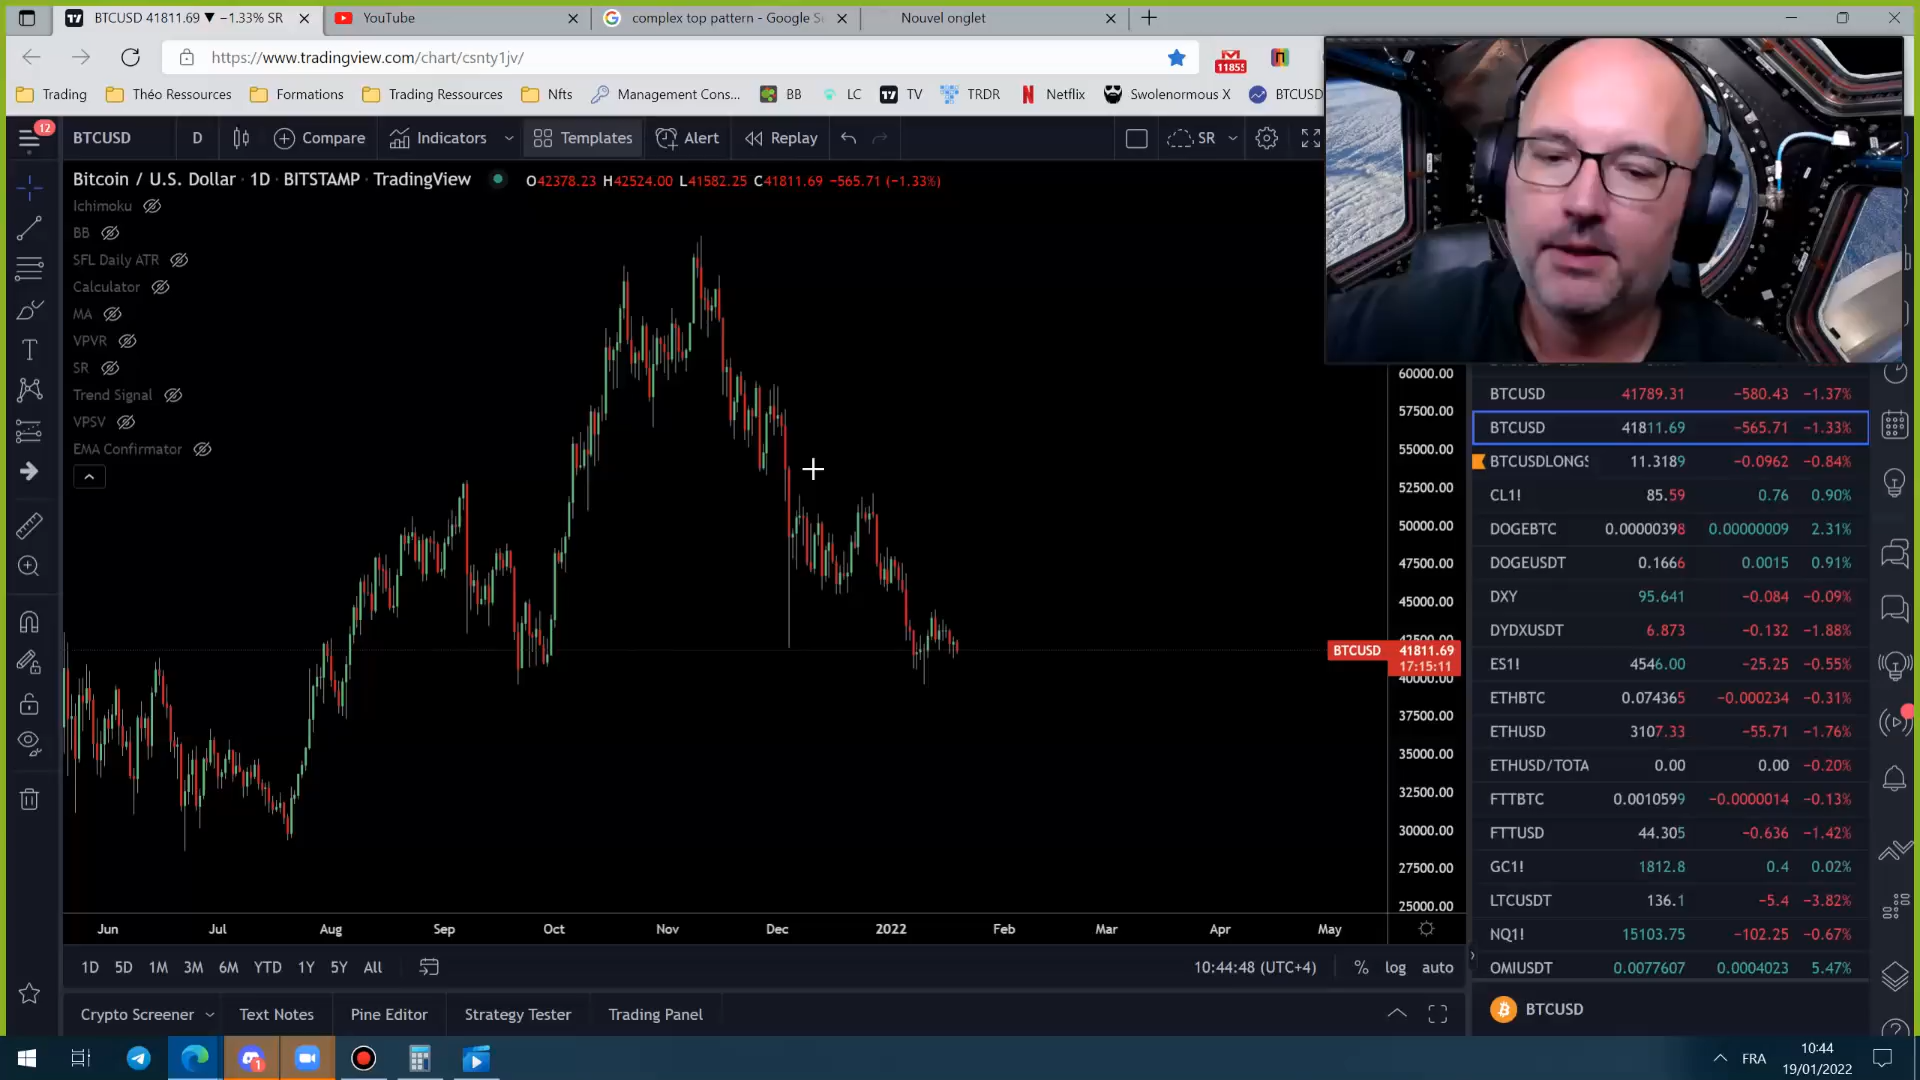 BTCUSD 41811.69 ▼ −1.33% SR
YouTube
complex top pattern - Google S
Nouvel onglet
https://www.tradingview.com/chart/csnty1jv/
11855
Trading
Théo Ressources
Formations
Trading Ressources
Nfts
Management Cons...
BB
LC
TV
TRDR
Netflix
Swolenormous X
BTCUSD
12
BTCUSD
D
Compare
Indicators
Templates
Alert
Replay
SR
Bitcoin / U.S. Dollar · 1D · BITSTAMP · TradingView
O42378.23 H42524.00 L41582.25 C41811.69 −565.71 (−1.33%)
Ichimoku
BB
SFL Daily ATR
Calculator
MA
VPVR
SR
Trend Signal
VPSV
EMA Confirmator
60000.00
57500.00
55000.00
52500.00
50000.00
47500.00
45000.00
42500.00
BTCUSD 41811.69
17:15:11
40000.00
37500.00
35000.00
32500.00
30000.00
27500.00
25000.00
Jun Jul Aug Sep Oct Nov Dec 2022 Feb Mar Apr May
1D 5D 1M 3M 6M YTD 1Y 5Y All
10:44:48 (UTC+4)
% log auto
Crypto Screener
Text Notes
Pine Editor
Strategy Tester
Trading Panel
BTCUSD 41789.31 −580.43 −1.37%
BTCUSD 41811.69 −565.71 −1.33%
BTCUSDLONGS 11.3189 −0.0962 −0.84%
CL1! 85.59 0.76 0.90%
DOGEBTC 0.00000398 0.00000009 2.31%
DOGEUSDT 0.1666 0.0015 0.91%
DXY 95.641 −0.084 −0.09%
DYDXUSDT 6.873 −0.132 −1.88%
ES1! 4546.00 −25.25 −0.55%
ETHBTC 0.074365 −0.000234 −0.31%
ETHUSD 3107.33 −55.71 −1.76%
ETHUSD/TOTA 0.00 0.00 −0.20%
FTTBTC 0.0010599 −0.0000014 −0.13%
FTTUSD 44.305 −0.636 −1.42%
GC1! 1812.8 0.4 0.02%
LTCUSDT 136.1 −5.4 −3.82%
NQ1! 15103.75 −102.25 −0.67%
OMIUSDT 0.0077607 0.0004023 5.47%
BTCUSD
1
FRA
10:44
19/01/2022